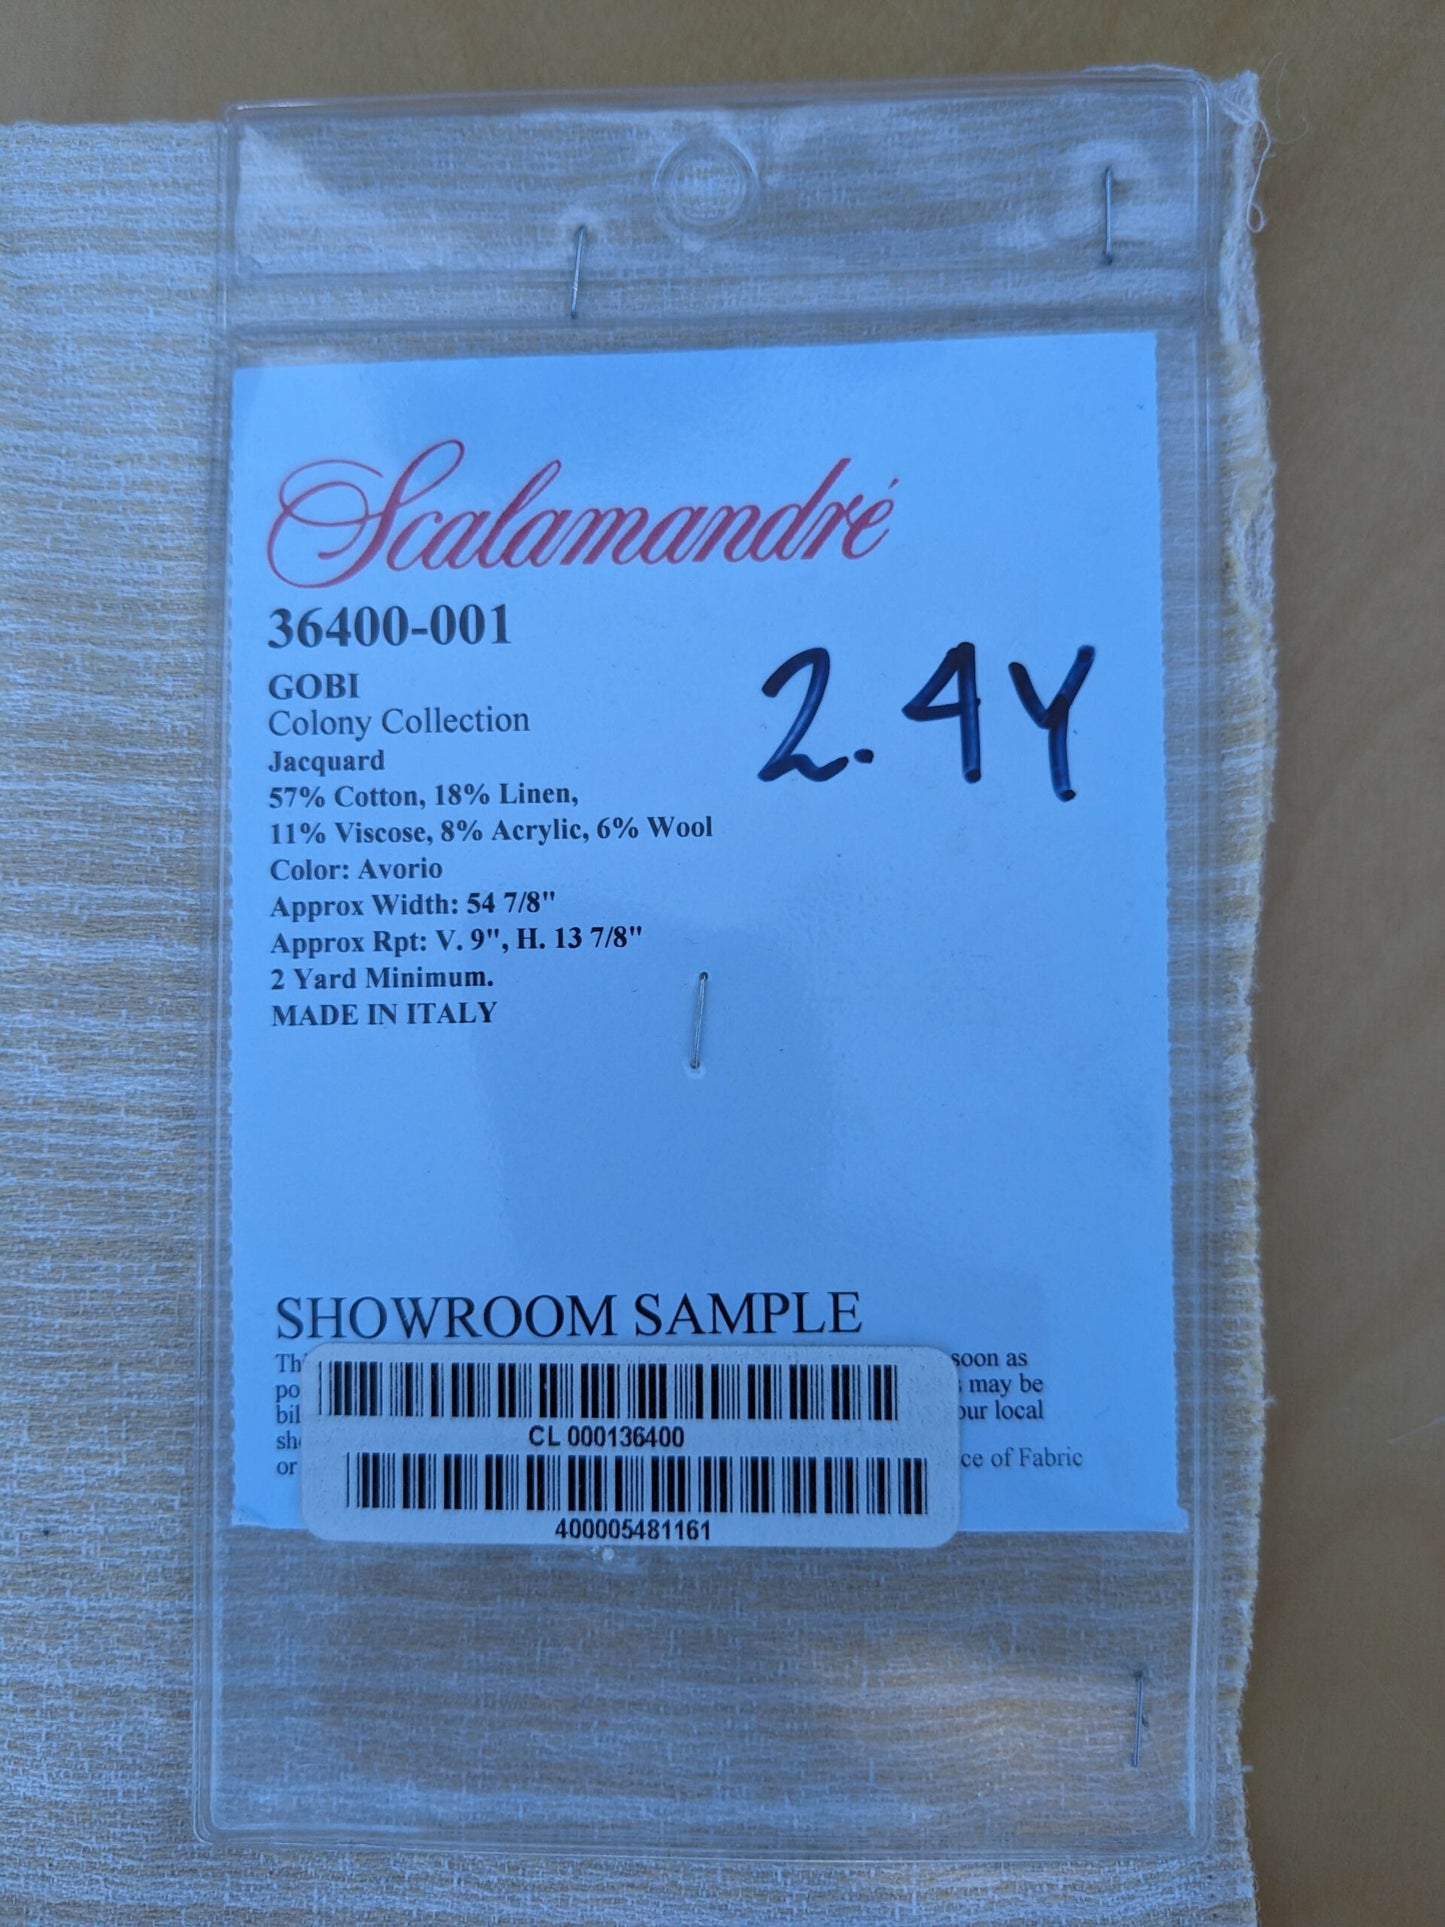 Scalamandré
36400-001
2.4Y
GOBI
Colony Collection
Jacquard
57% Cotton, 18% Linen,
11% Viscose, 8% Acrylic, 6% Wool
Color: Avorio
Approx Width: 54 7/8"
Approx Rpt: V. 9", H. 13 7/8"
2 Yard Minimum.
MADE IN ITALY
SHOWROOM SAMPLE
soon as
may be
local
or of Fabric
CL 000136400
400005481161